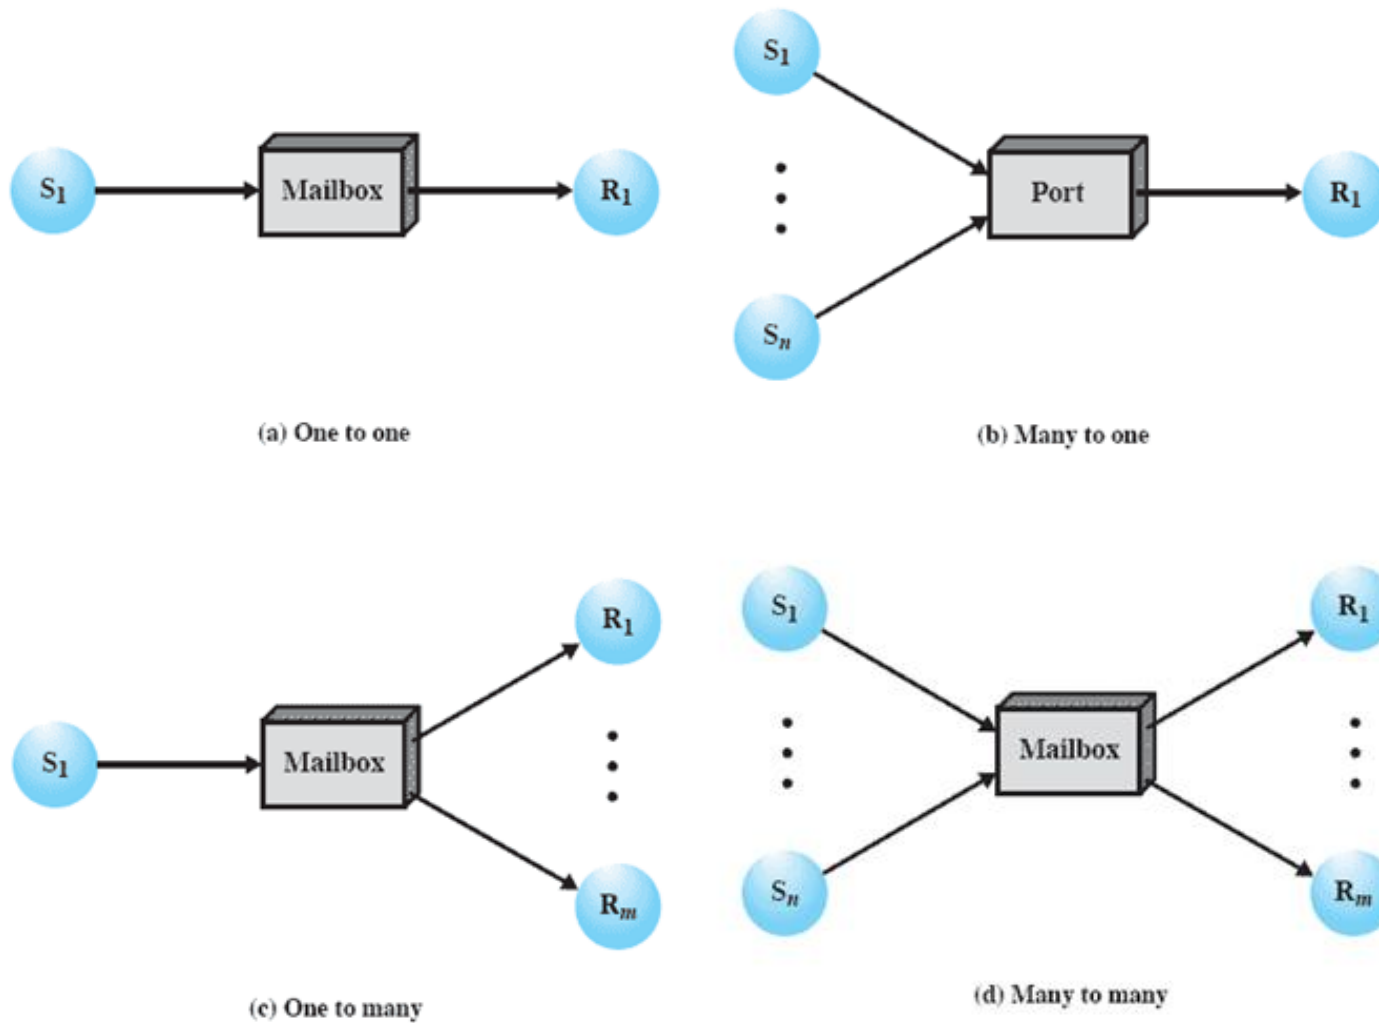 S1
Mailbox
R1
(a) One to one
S1
Sn
Port
R1
(b) Many to one
S1
Mailbox
R1
Rm
(c) One to many
S1
Sn
Mailbox
R1
Rm
(d) Many to many